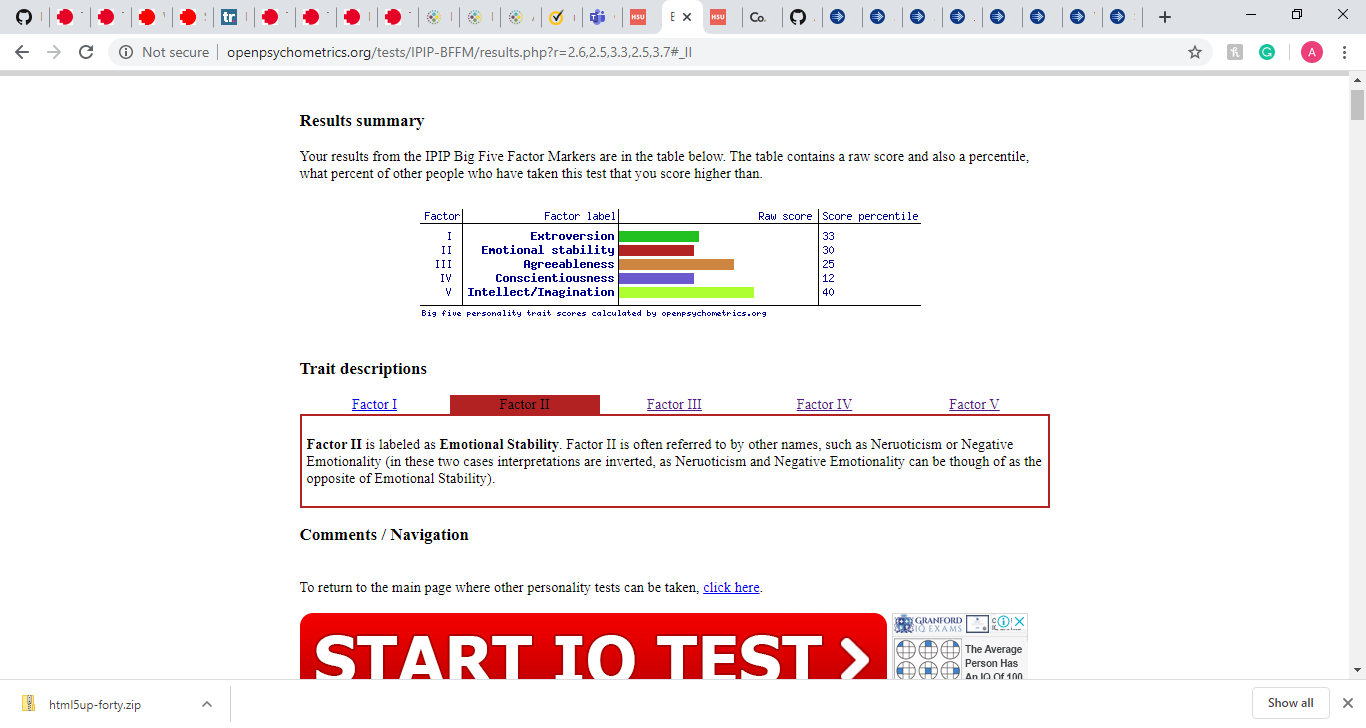 HSU
E
HSU
Co.
tr
Not secure
openpsychometrics.org/tests/IPIP-BFFM/results.php?r=2.6,2.5,3.3,2.5,3.7#_II
A
Results summary
Your results from the IPIP Big Five Factor Markers are in the table below. The table contains a raw score and also a percentile,
what percent of other people who have taken this test that you score higher than.
Factor Factor label Raw score Score percentile
I Extroversion 33
II Emotional stability 30
III Agreeableness 25
IV Conscientiousness 12
V Intellect/Imagination 40
Big five personality trait scores calculated by openpsychometrics.org
Trait descriptions
Factor I Factor II Factor III Factor IV Factor V
Factor II is labeled as Emotional Stability. Factor II is often referred to by other names, such as Neruoticism or Negative
Emotionality (in these two cases interpretations are inverted, as Neruoticism and Negative Emotionality can be though of as the
opposite of Emotional Stability).
Comments / Navigation
To return to the main page where other personality tests can be taken, click here.
START IQ TEST
GRANFORD
IQ EXAMS
The Average
Person Has
An IQ Of 100
html5up-forty.zip
Show all